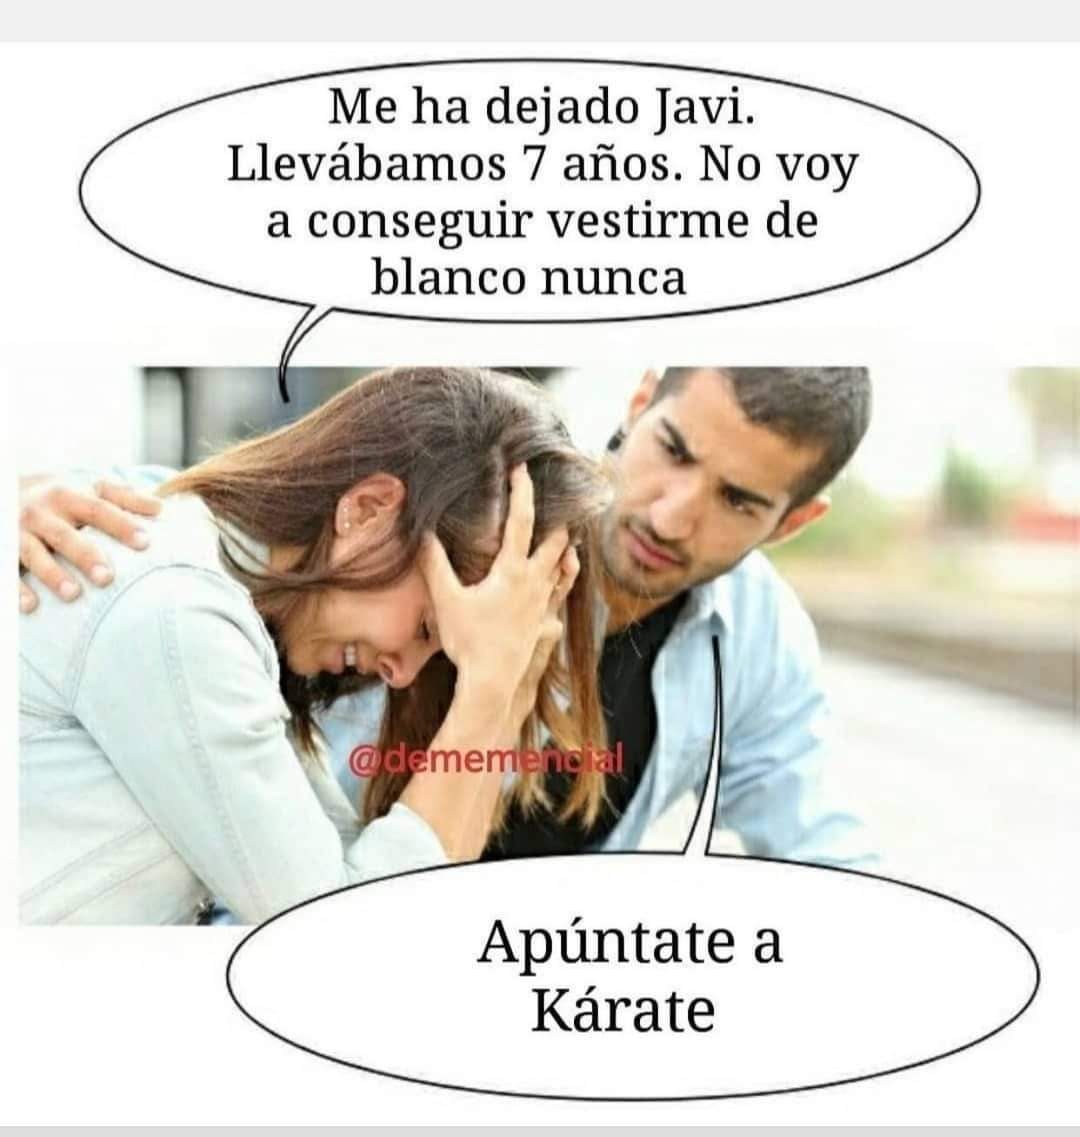 Me ha dejado Javi.
Llevábamos 7 años. No voy
a conseguir vestirme de
blanco nunca
@dememencial
Apúntate a
Kárate